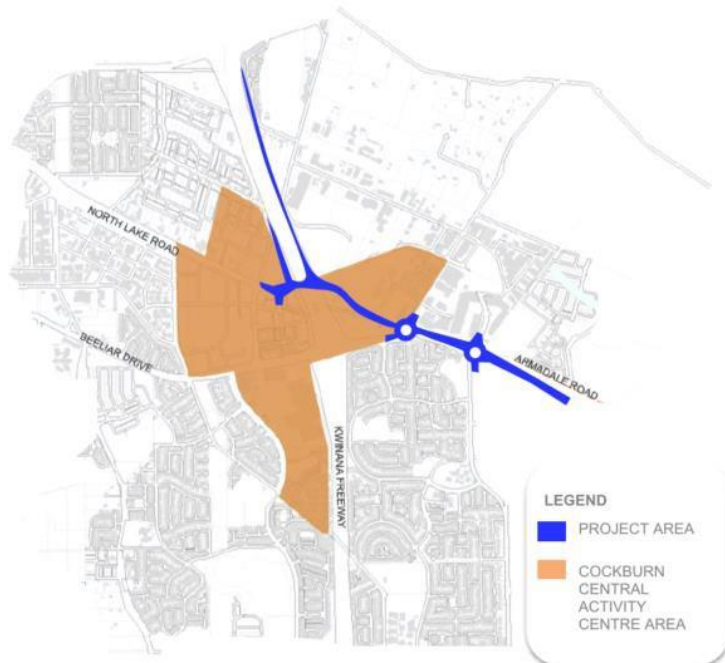 NORTH LAKE ROAD
BEELIAR DRIVE
ARMADALE ROAD
KWINANA FREEWAY
LEGEND
PROJECT AREA
COCKBURN
CENTRAL
ACTIVITY
CENTRE AREA